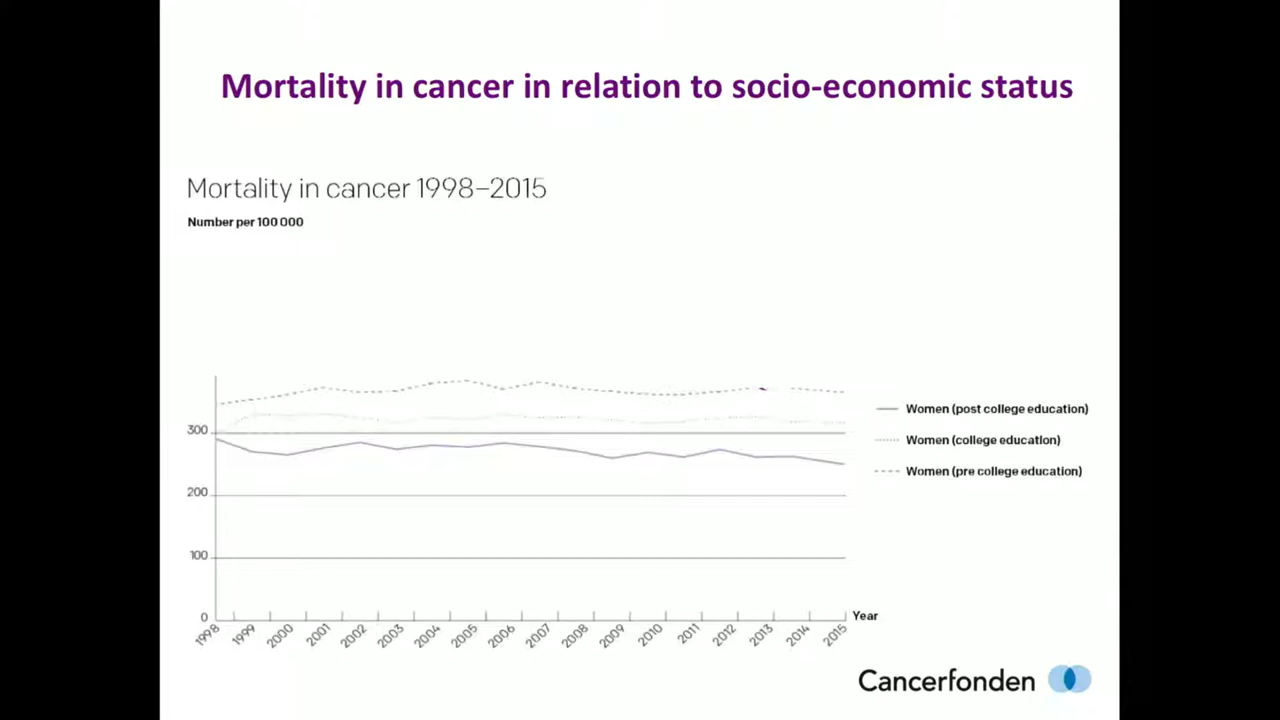 Mortality in cancer in relation to socio-economic status
Mortality in cancer 1998–2015
Number per 100 000
300
200
100
0
Women (post college education)
Women (college education)
Women (pre college education)
1998 1999 2000 2001 2002 2003 2004 2005 2006 2007 2008 2009 2010 2011 2012 2013 2014 2015 Year
Cancerfonden